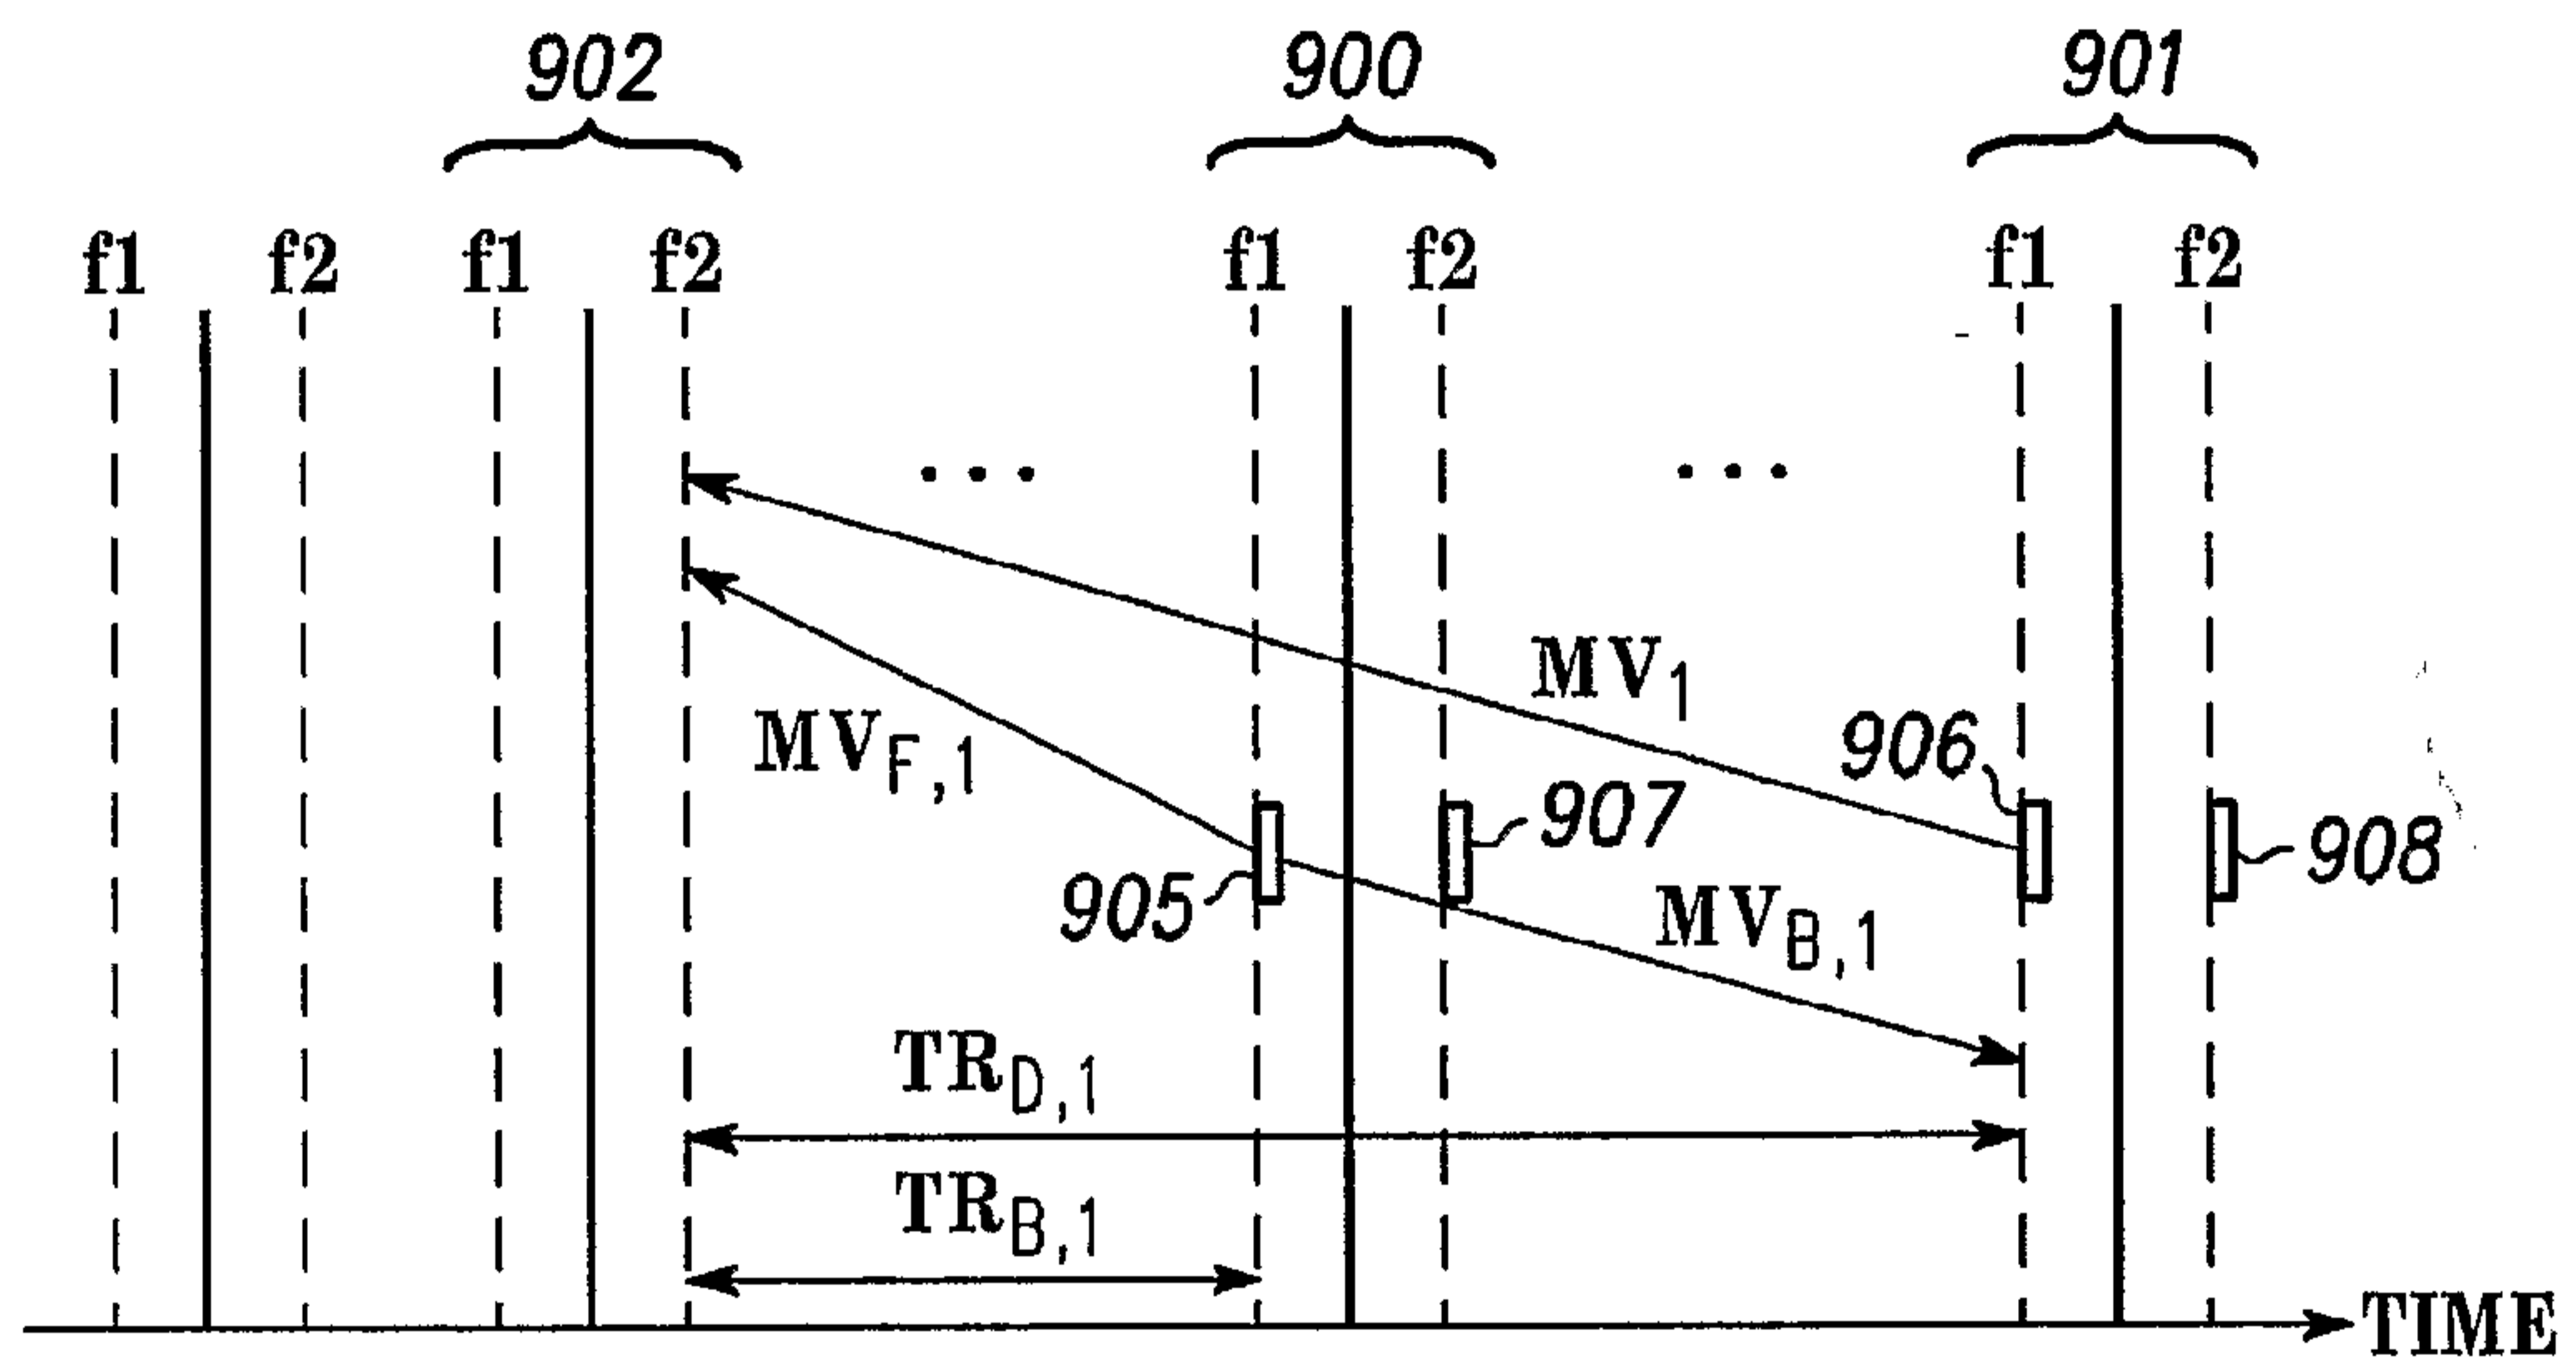 902 900 901
f1 f2 f1 f2 f1 f2 f1 f2
... ...
MV1
MVF,1
906
907
908
905
MVB,1
TRD,1
TRB,1
TIME